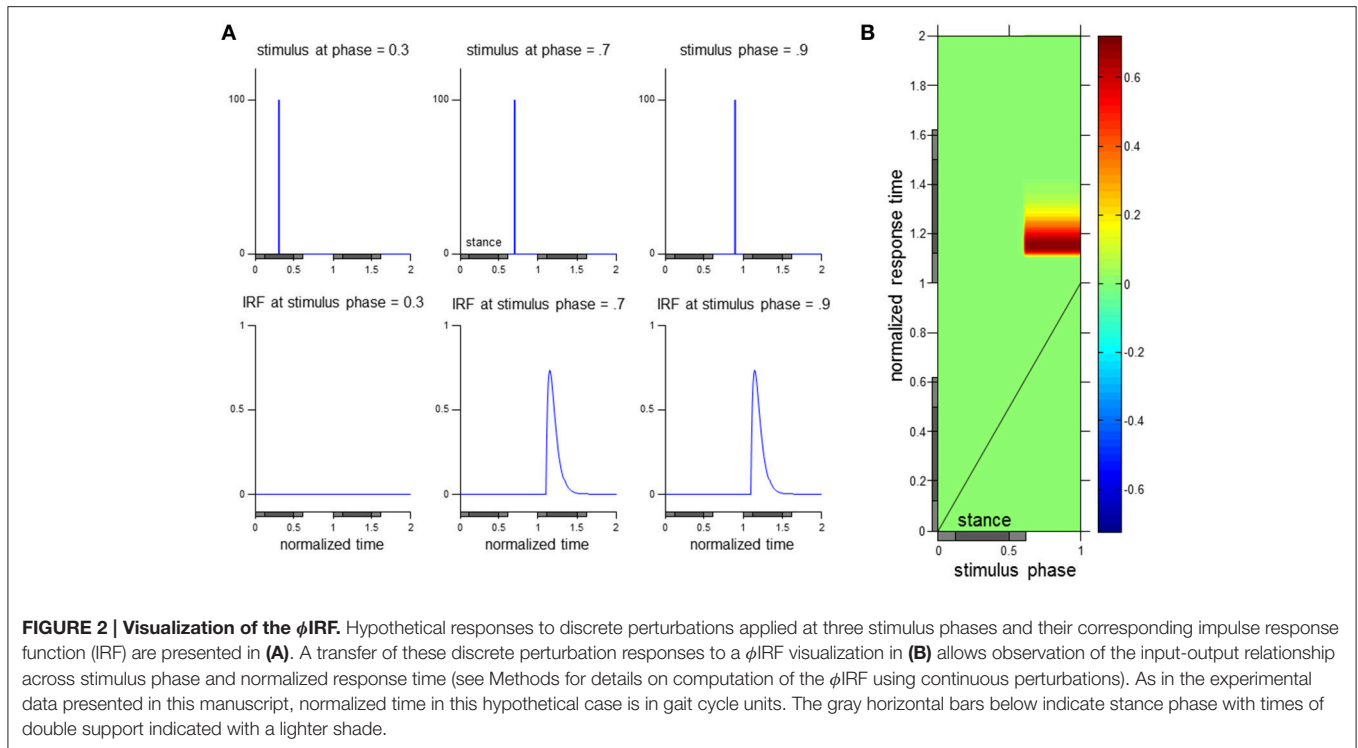 A
stimulus at phase = 0.3
stimulus at phase = .7
stimulus phase = .9
100
0
0 0.5 1 1.5 2
100
stance
0
0 0.5 1 1.5 2
100
0
0 0.5 1 1.5 2
IRF at stimulus phase = 0.3
IRF at stimulus phase = .7
IRF at stimulus phase = .9
1
0.5
0
0 0.5 1 1.5 2
normalized time
1
0.5
0
0 0.5 1 1.5 2
normalized time
1
0.5
0
0 0.5 1 1.5 2
normalized time
B
normalized response time
2
1.8
1.6
1.4
1.2
1
0.8
0.6
0.4
0.2
0
stance
0 0.5 1
stimulus phase
0.6
0.4
0.2
0
-0.2
-0.4
-0.6
FIGURE 2 | Visualization of the ϕIRF. Hypothetical responses to discrete perturbations applied at three stimulus phases and their corresponding impulse response
function (IRF) are presented in (A). A transfer of these discrete perturbation responses to a ϕIRF visualization in (B) allows observation of the input-output relationship
across stimulus phase and normalized response time (see Methods for details on computation of the ϕIRF using continuous perturbations). As in the experimental
data presented in this manuscript, normalized time in this hypothetical case is in gait cycle units. The gray horizontal bars below indicate stance phase with times of
double support indicated with a lighter shade.